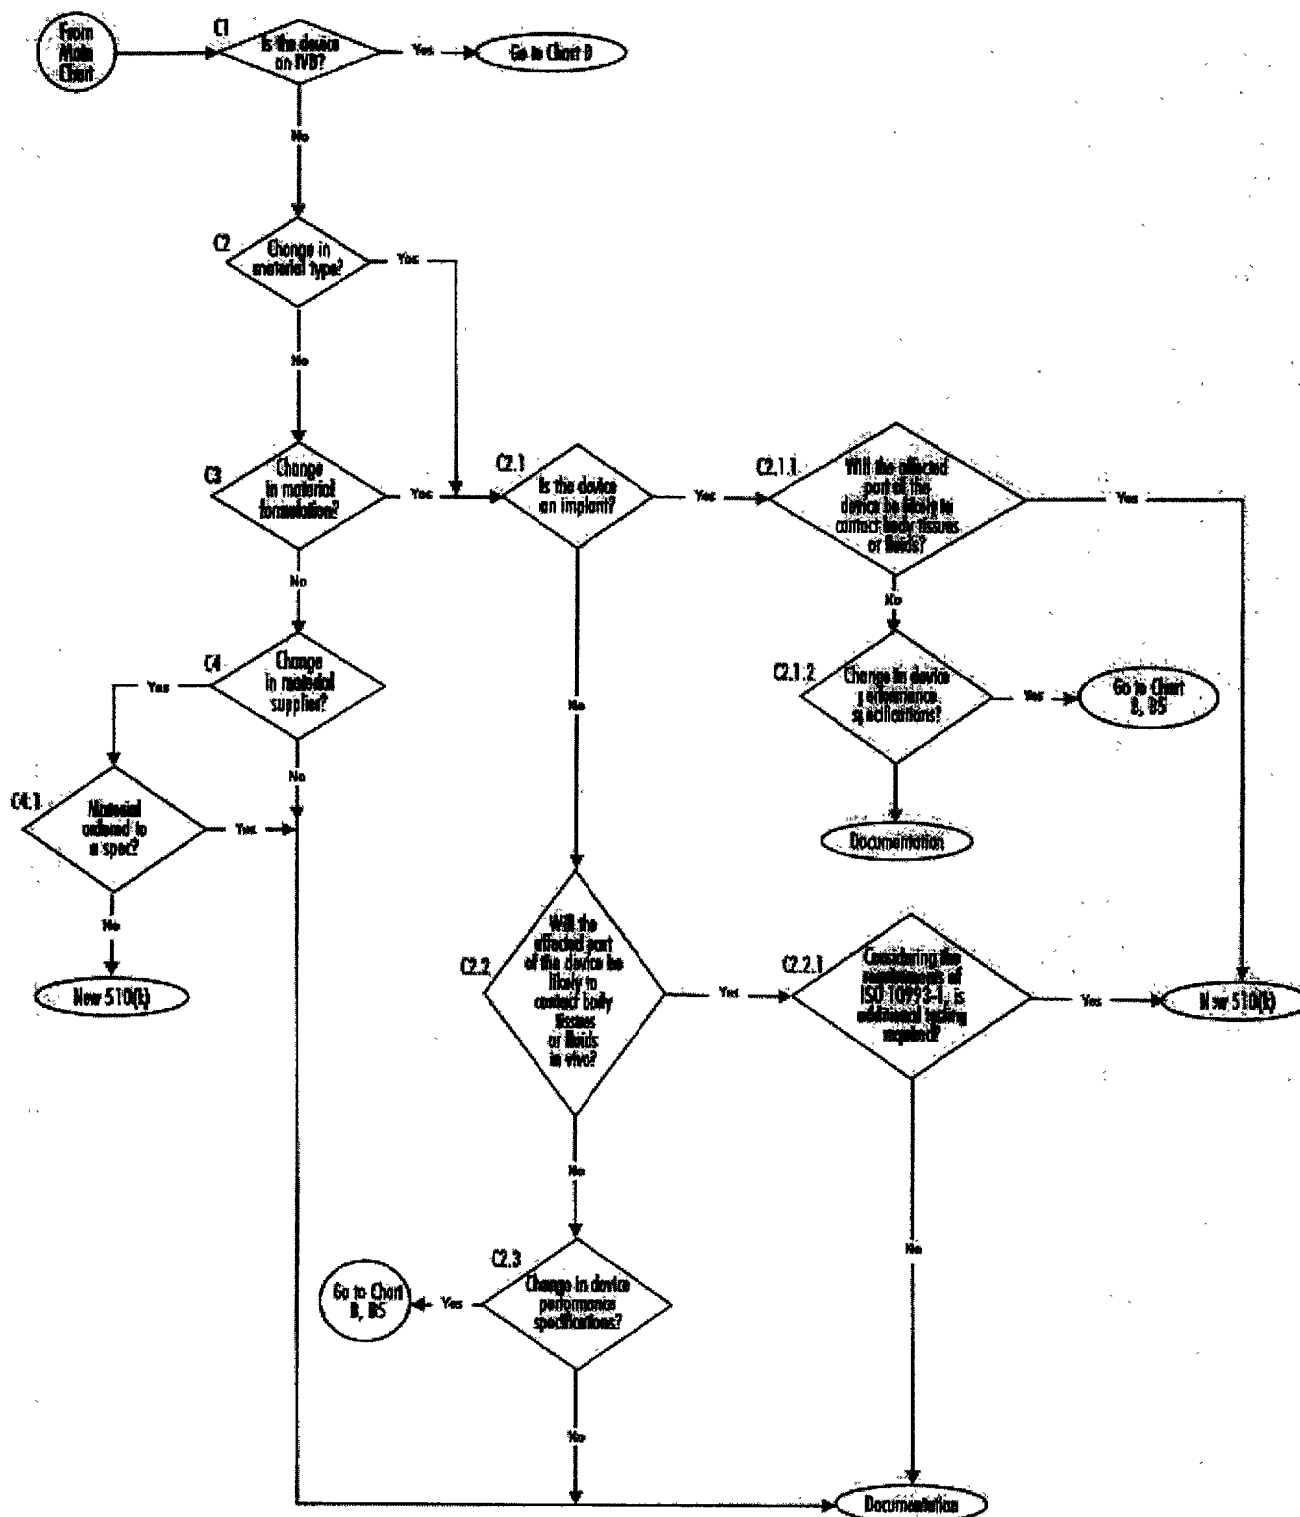 From
Main
Chart
C1
Is the device
an IVD?
Yes
Go to Chart D
No
C2
Change in
material type?
Yes
No
C3
Change
in material
formulation?
Yes
C2.1
Is the device
an implant?
Yes
C2.1.1
Will the affected
part of the
device be likely to
contact body tissues
or fluids?
Yes
No
No
No
C4
Change
in material
supplier?
Yes
No
C2.1.2
Change in device
performance
specifications?
Yes
Go to Chart
B, B5
C4.1
Material
ordered to
a spec?
Yes
No
New 510(k)
Documentation
C2.2
Will the
affected part
of the device be
likely to
contact body
tissues
or fluids
in vivo?
Yes
C2.2.1
Considering the
requirements of
ISO 10993-1, is
additional testing
required?
Yes
New 510(k)
No
No
C2.3
Change in device
performance
specifications?
Yes
Go to Chart
B, B5
No
Documentation